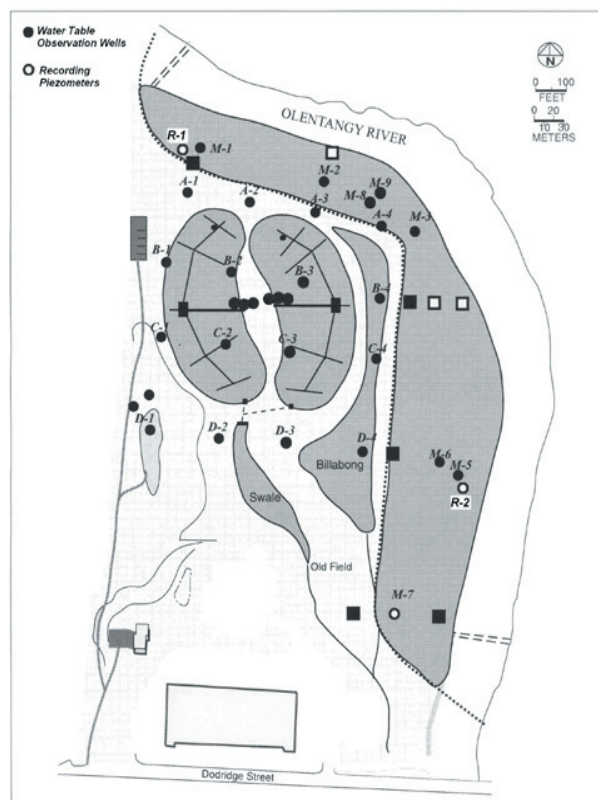 Water Table
Observation Wells
Recording
Piezometers
N
0 100
FEET
0 10 30
METERS
OLENTANGY RIVER
R-1
M-1
M-2
M-9
M-8
A-1
A-2
A-3
A-4
M-3
B-1
B-2
B-3
B-4
C-1
C-2
C-3
C-4
D-1
D-2
D-3
D-4
Billabong
M-6
M-5
R-2
Swale
Old Field
M-7
Dodridge Street